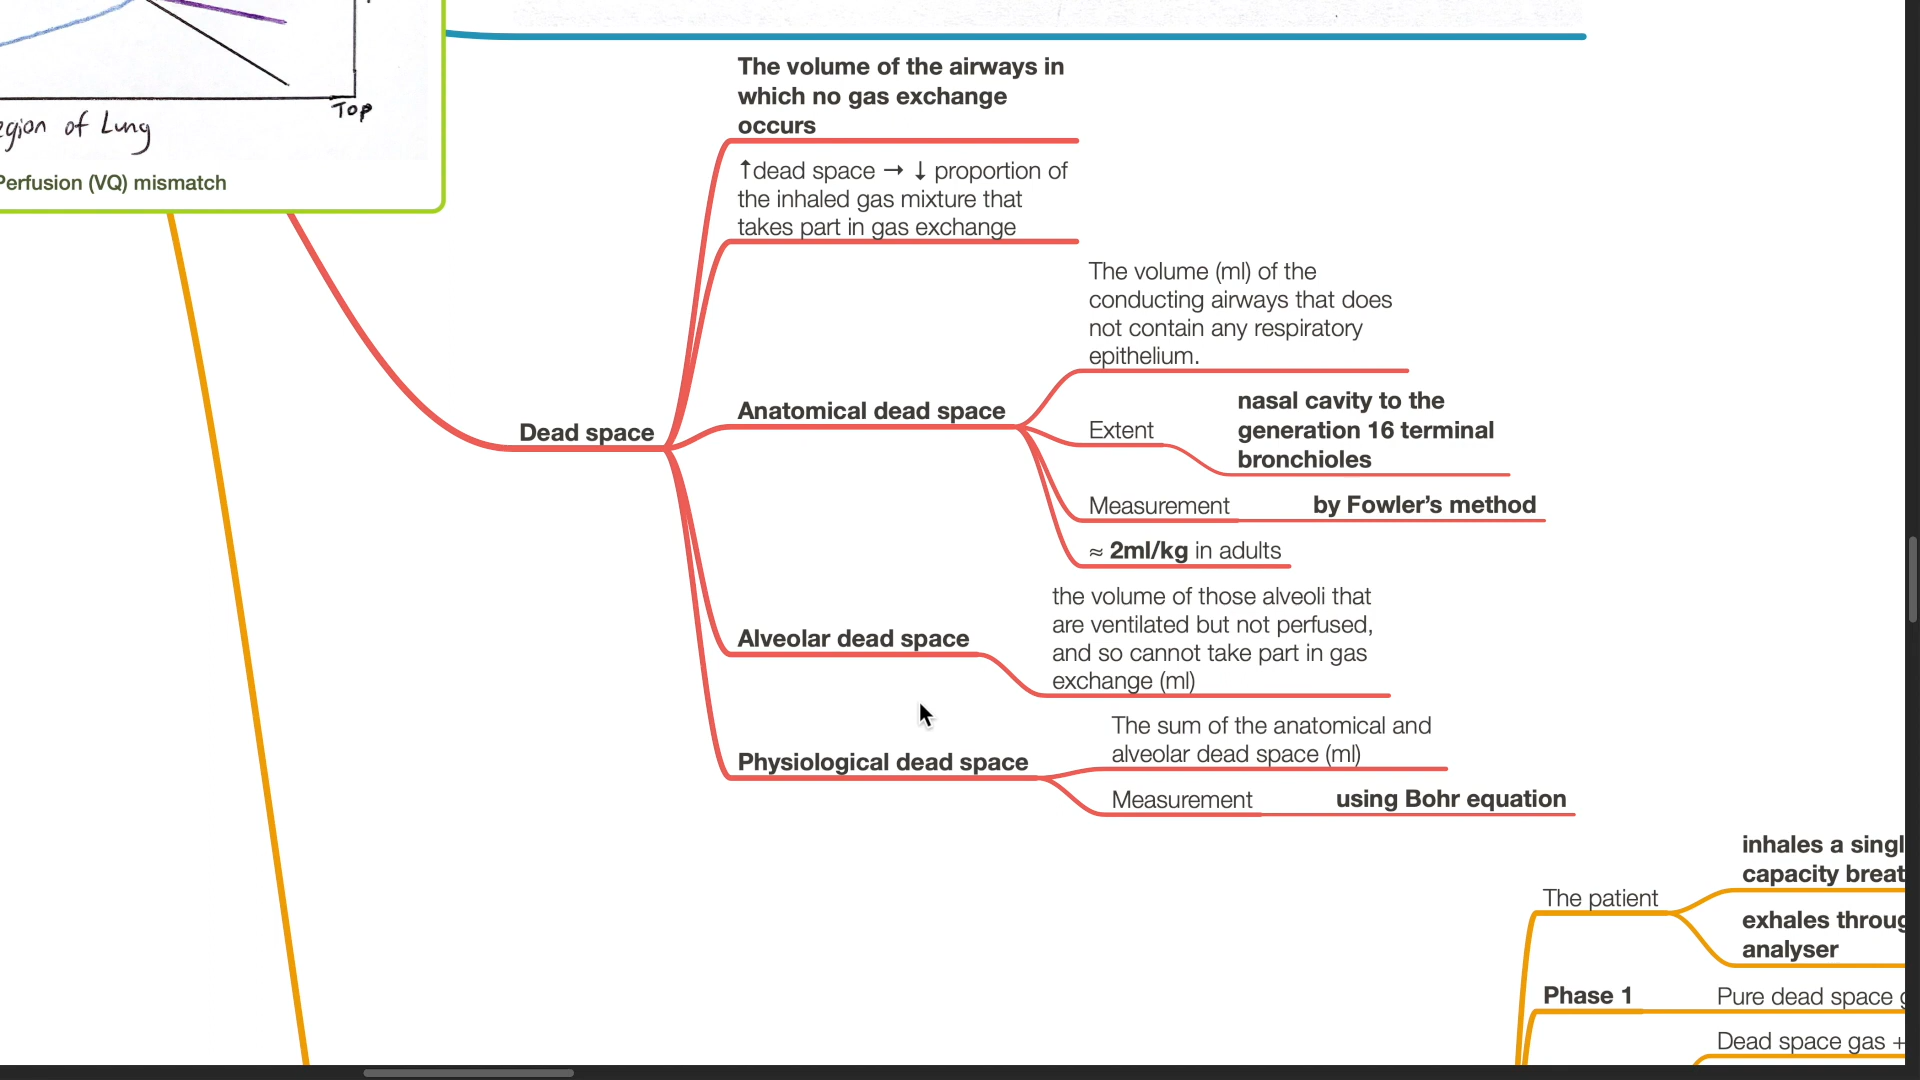 Top
egion of Lung
Perfusion (VQ) mismatch
The volume of the airways in
which no gas exchange
occurs
↑dead space → ↓ proportion of
the inhaled gas mixture that
takes part in gas exchange
Dead space
Anatomical dead space
The volume (ml) of the
conducting airways that does
not contain any respiratory
epithelium.
Extent
nasal cavity to the
generation 16 terminal
bronchioles
Measurement
by Fowler’s method
≈ 2ml/kg in adults
Alveolar dead space
the volume of those alveoli that
are ventilated but not perfused,
and so cannot take part in gas
exchange (ml)
Physiological dead space
The sum of the anatomical and
alveolar dead space (ml)
Measurement
using Bohr equation
The patient
inhales a singl
capacity breat
exhales throug
analyser
Phase 1
Pure dead space g
Dead space gas +